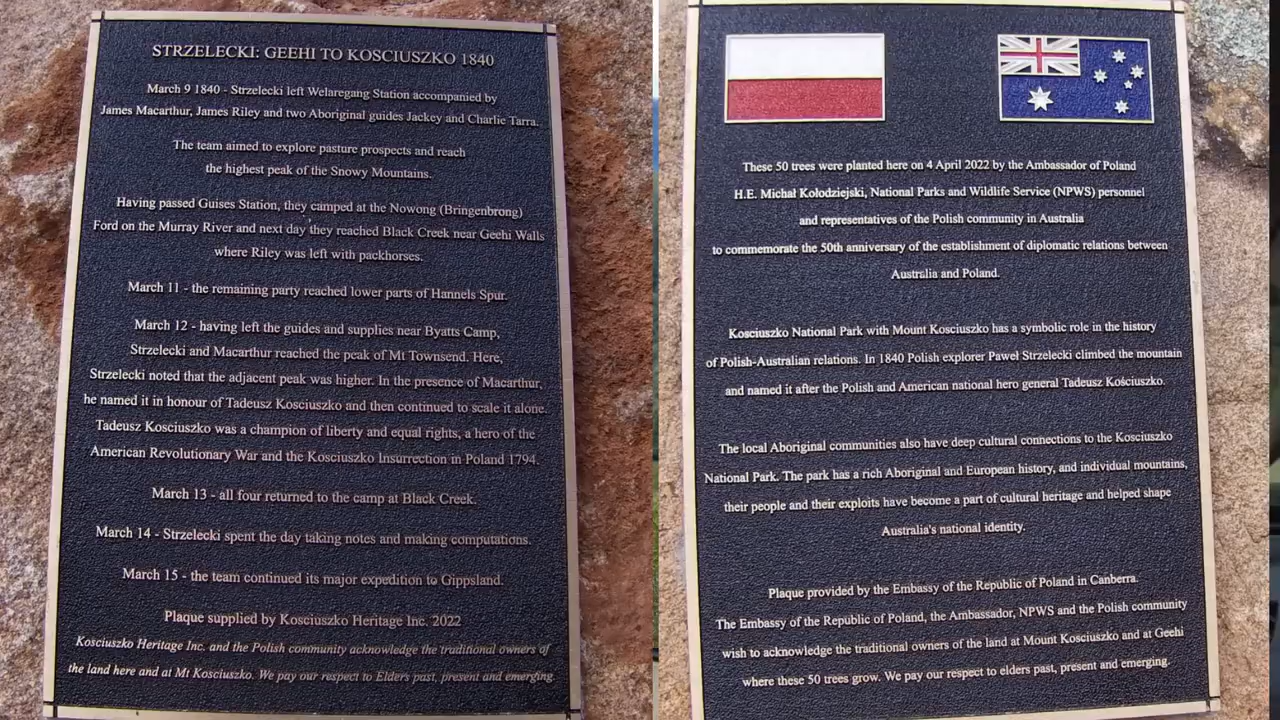 STRZELECKI: GEEHI TO KOSCIUSZKO 1840
March 9 1840 - Strzelecki left Welaregang Station accompanied by
James Macarthur, James Riley and two Aboriginal guides Jackey and Charlie Tarra.
The team aimed to explore pasture prospects and reach
the highest peak of the Snowy Mountains.
Having passed Guises Station, they camped at the Nowong (Bringenbrong)
Ford on the Murray River and next day they reached Black Creek near Geehi Walls
where Riley was left with packhorses.
March 11 - the remaining party reached lower parts of Hannels Spur.
March 12 - having left the guides and supplies near Byatts Camp,
Strzelecki and Macarthur reached the peak of Mt Townsend. Here,
Strzelecki noted that the adjacent peak was higher. In the presence of Macarthur,
he named it in honour of Tadeusz Kosciuszko and then continued to scale it alone.
Tadeusz Kosciuszko was a champion of liberty and equal rights, a hero of the
American Revolutionary War and the Kosciuszko Insurrection in Poland 1794.
March 13 - all four returned to the camp at Black Creek.
March 14 - Strzelecki spent the day taking notes and making computations.
March 15 - the team continued its major expedition to Gippsland.
Plaque supplied by Kosciuszko Heritage Inc. 2022
Kosciuszko Heritage Inc. and the Polish community acknowledge the traditional owners of
the land here and at Mt Kosciuszko. We pay our respect to Elders past, present and emerging.
These 50 trees were planted here on 4 April 2022 by the Ambassador of Poland
H.E. Michał Kołodziejski, National Parks and Wildlife Service (NPWS) personnel
and representatives of the Polish community in Australia
to commemorate the 50th anniversary of the establishment of diplomatic relations between
Australia and Poland.
Kosciuszko National Park with Mount Kosciuszko has a symbolic role in the history
of Polish-Australian relations. In 1840 Polish explorer Paweł Strzelecki climbed the mountain
and named it after the Polish and American national hero general Tadeusz Kościuszko.
The local Aboriginal communities also have deep cultural connections to the Kosciuszko
National Park. The park has a rich Aboriginal and European history, and individual mountains,
their people and their exploits have become a part of cultural heritage and helped shape
Australia's national identity.
Plaque provided by the Embassy of the Republic of Poland in Canberra.
The Embassy of the Republic of Poland, the Ambassador, NPWS and the Polish community
wish to acknowledge the traditional owners of the land at Mount Kosciuszko and at Geehi
where these 50 trees grow. We pay our respect to elders past, present and emerging.